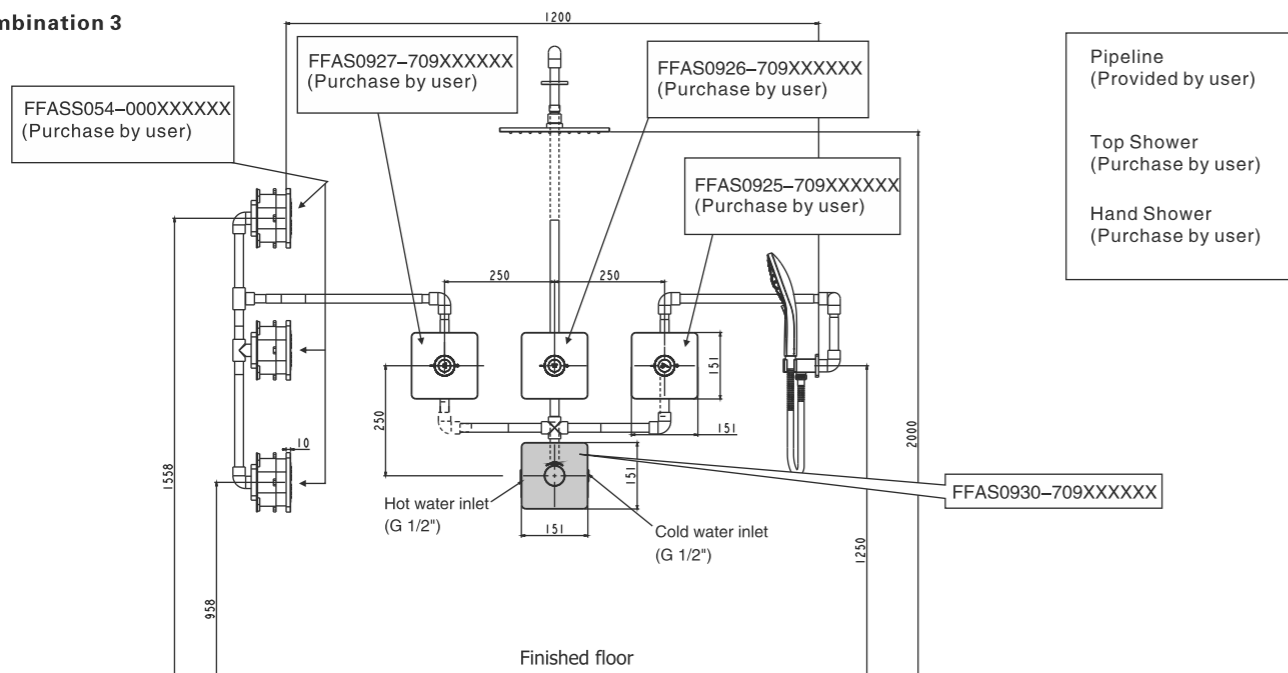 mbination 3
1200
FFAS0927–709XXXXXX
(Purchase by user)
FFAS0926–709XXXXXX
(Purchase by user)
Pipeline
(Provided by user)
FFASS054–000XXXXXX
(Purchase by user)
Top Shower
(Purchase by user)
FFAS0925–709XXXXXX
(Purchase by user)
Hand Shower
(Purchase by user)
250
250
151
250
151
2000
10
151
1558
Hot water inlet
(G 1/2")
FFAS0930–709XXXXXX
151
Cold water inlet
(G 1/2")
1250
958
Finished floor